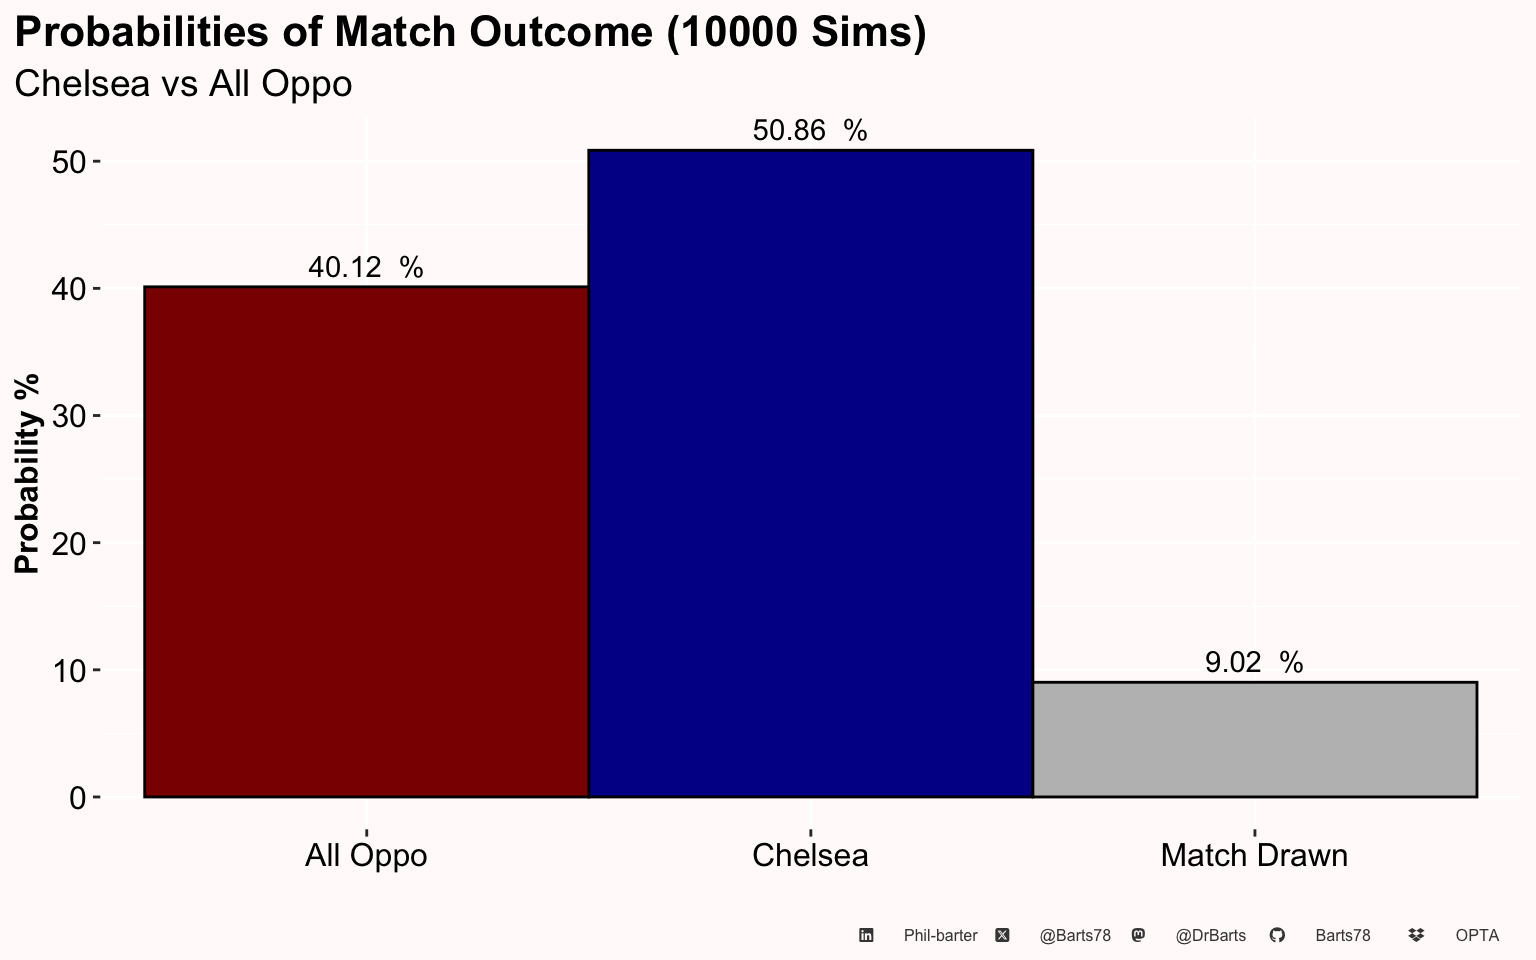 Probabilities of Match Outcome (10000 Sims)
Chelsea vs All Oppo
50.86 %
40.12 %
9.02 %
Probability %
50
40
30
20
10
0
All Oppo
Chelsea
Match Drawn
Phil-barter @Barts78 @DrBarts Barts78 OPTA